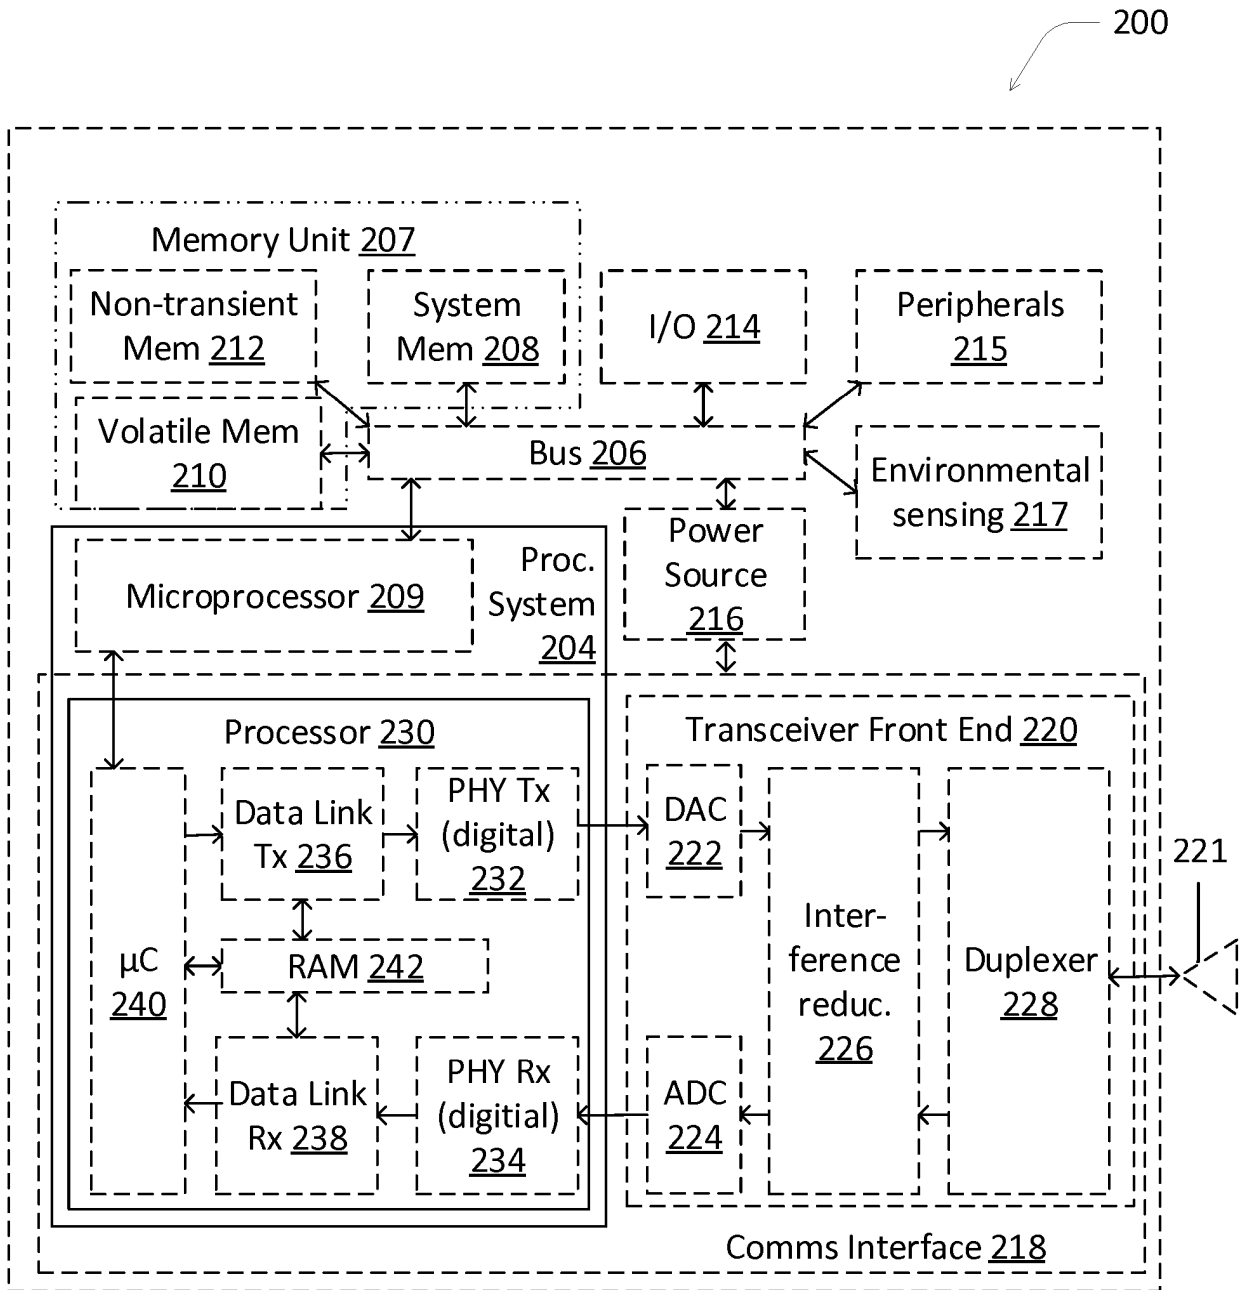 200
Memory Unit 207
Non-transient
Mem 212
System
Mem 208
I/O 214
Peripherals
215
Volatile Mem
210
Bus 206
Environmental
sensing 217
Power
Source
216
Proc.
System
204
Microprocessor 209
Processor 230
Transceiver Front End 220
Data Link
Tx 236
PHY Tx
(digital)
232
DAC
222
221
µC
240
RAM 242
Inter-
ference
reduc.
226
Duplexer
228
Data Link
Rx 238
PHY Rx
(digitial)
234
ADC
224
Comms Interface 218